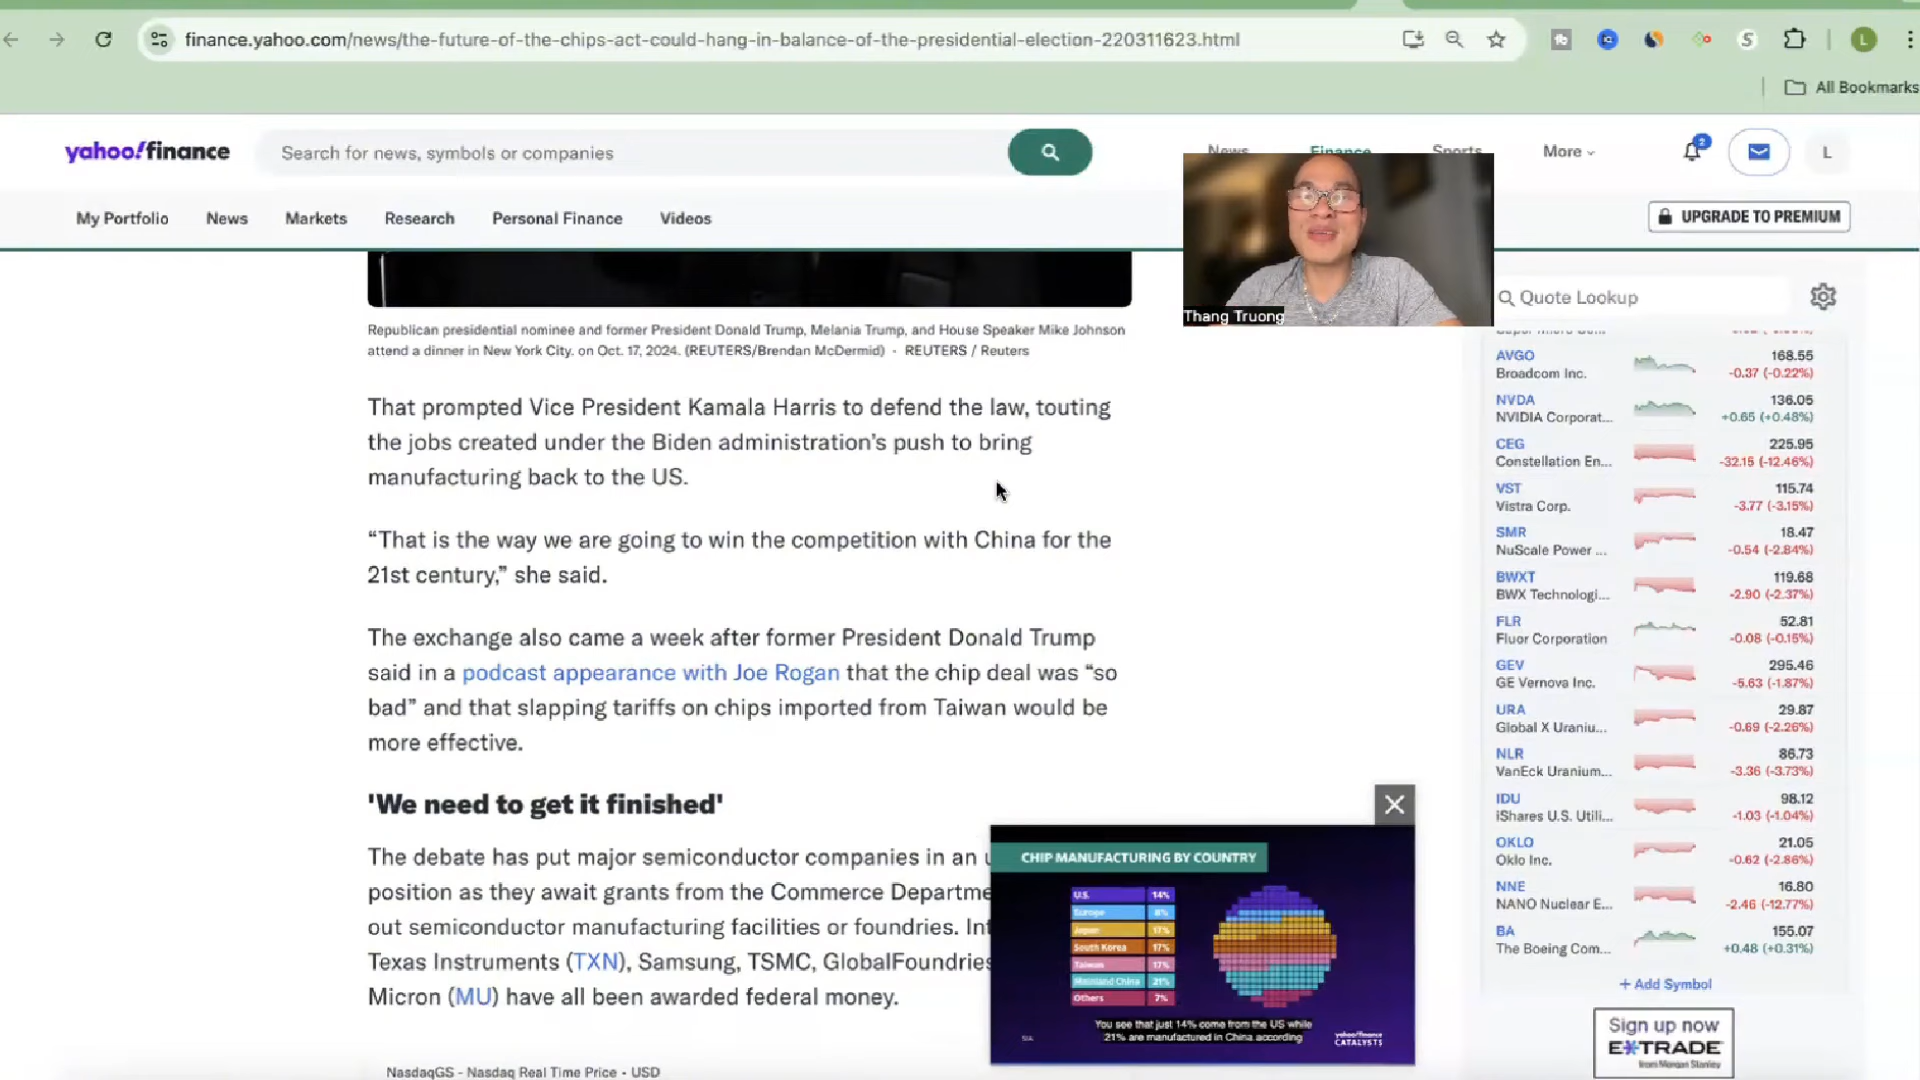 finance.yahoo.com/news/the-future-of-the-chips-act-could-hang-in-balance-of-the-presidential-election-220311623.html
L
All Bookmarks
yahoo!finance
Search for news, symbols or companies
News
Finance
Sports
More
2
L
My Portfolio
News
Markets
Research
Personal Finance
Videos
UPGRADE TO PREMIUM
Thang Truong
Republican presidential nominee and former President Donald Trump, Melania Trump, and House Speaker Mike Johnson
attend a dinner in New York City. on Oct. 17, 2024. (REUTERS/Brendan McDermid) · REUTERS / Reuters
That prompted Vice President Kamala Harris to defend the law, touting
the jobs created under the Biden administration's push to bring
manufacturing back to the US.
“That is the way we are going to win the competition with China for the
21st century,” she said.
The exchange also came a week after former President Donald Trump
said in a podcast appearance with Joe Rogan that the chip deal was “so
bad” and that slapping tariffs on chips imported from Taiwan would be
more effective.
'We need to get it finished'
The debate has put major semiconductor companies in an
position as they await grants from the Commerce
out semiconductor manufacturing facilities or foundries.
Texas Instruments (TXN), Samsung, TSMC, GlobalFoundries
Micron (MU) have all been awarded federal money.
NasdaqGS - Nasdaq Real Time Price • USD
CHIP MANUFACTURING BY COUNTRY
U.S. 14%
Europe 8%
Japan 17%
South Korea 17%
Taiwan 17%
Mainland China 21%
Others 7%
You see that just 14% come from the US while
21% are manufactured in China according
SIA
yahoo!finance
CATALYSTS
Quote Lookup
AVGO 168.55
Broadcom Inc. -0.37 (-0.22%)
NVDA 136.05
NVIDIA Corporat... +0.65 (+0.48%)
CEG 225.95
Constellation En... -32.15 (-12.46%)
VST 115.74
Vistra Corp. -3.77 (-3.15%)
SMR 18.47
NuScale Power ... -0.54 (-2.84%)
BWXT 119.68
BWX Technologi... -2.90 (-2.37%)
FLR 52.81
Fluor Corporation -0.08 (-0.15%)
GEV 295.46
GE Vernova Inc. -5.63 (-1.87%)
URA 29.87
Global X Uraniu... -0.69 (-2.26%)
NLR 86.73
VanEck Uranium... -3.36 (-3.73%)
IDU 98.12
iShares U.S. Utili... -1.03 (-1.04%)
OKLO 21.05
Oklo Inc. -0.62 (-2.86%)
NNE 16.80
NANO Nuclear E... -2.46 (-12.77%)
BA 155.07
The Boeing Com... +0.48 (+0.31%)
+ Add Symbol
Sign up now
E*TRADE
from Morgan Stanley